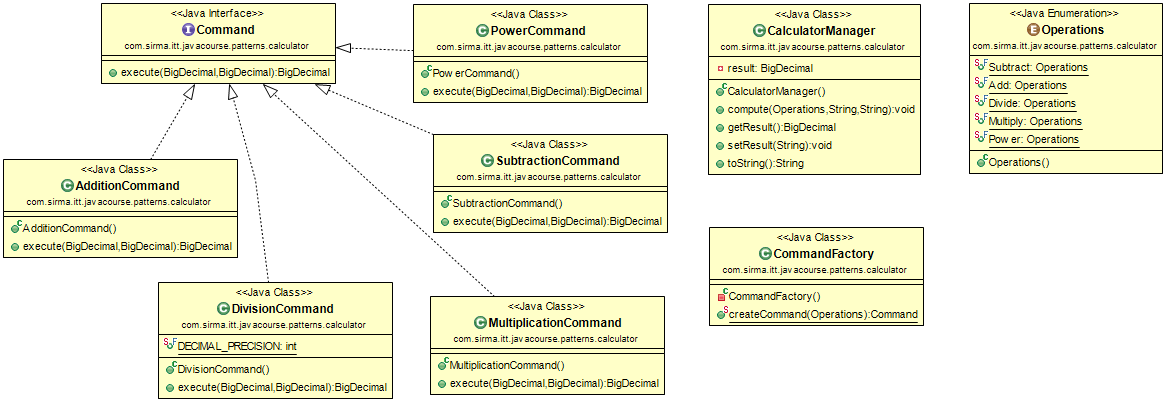 <<Java Interface>>
Command
com.sirma.itt.javacourse.patterns.calculator
execute(BigDecimal,BigDecimal):BigDecimal
<<Java Class>>
PowerCommand
com.sirma.itt.javacourse.patterns.calculator
PowerCommand()
execute(BigDecimal,BigDecimal):BigDecimal
<<Java Class>>
CalculatorManager
com.sirma.itt.javacourse.patterns.calculator
result: BigDecimal
CalculatorManager()
compute(Operations,String,String):void
getResult():BigDecimal
setResult(String):void
toString():String
<<Java Enumeration>>
Operations
com.sirma.itt.javacourse.patterns.calculator
Subtract: Operations
Add: Operations
Divide: Operations
Multiply: Operations
Power: Operations
Operations()
<<Java Class>>
AdditionCommand
com.sirma.itt.javacourse.patterns.calculator
AdditionCommand()
execute(BigDecimal,BigDecimal):BigDecimal
<<Java Class>>
SubtractionCommand
com.sirma.itt.javacourse.patterns.calculator
SubtractionCommand()
execute(BigDecimal,BigDecimal):BigDecimal
<<Java Class>>
CommandFactory
com.sirma.itt.javacourse.patterns.calculator
CommandFactory()
createCommand(Operations):Command
<<Java Class>>
DivisionCommand
com.sirma.itt.javacourse.patterns.calculator
DECIMAL_PRECISION: int
DivisionCommand()
execute(BigDecimal,BigDecimal):BigDecimal
<<Java Class>>
MultiplicationCommand
com.sirma.itt.javacourse.patterns.calculator
MultiplicationCommand()
execute(BigDecimal,BigDecimal):BigDecimal